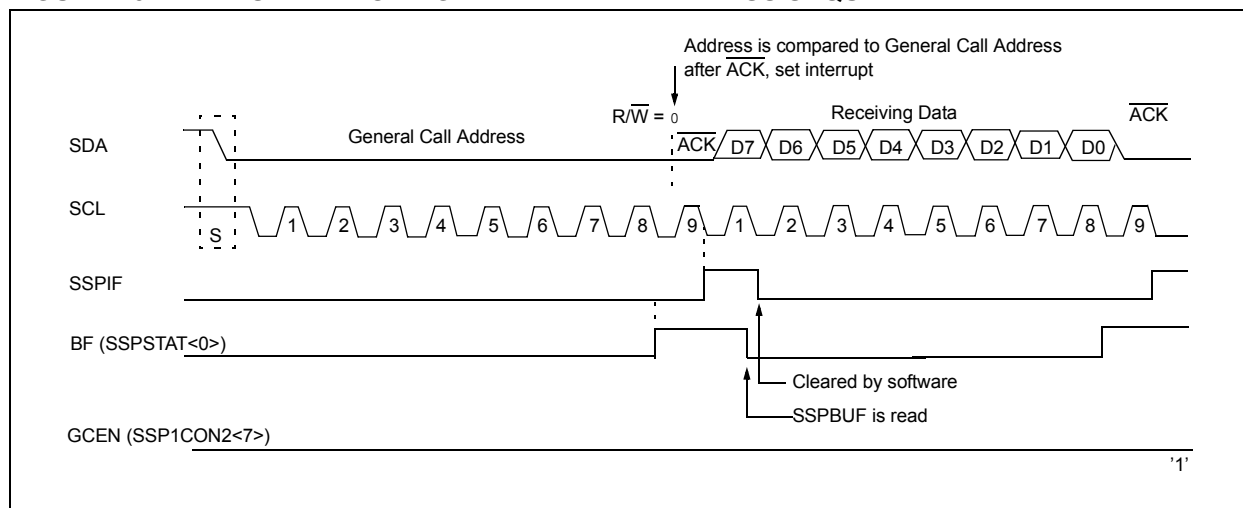 Address is compared to General Call Address
after ACK, set interrupt
R/W = 0
Receiving Data
ACK
General Call Address
SDA
ACK
D7 D6 D5 D4 D3 D2 D1 D0
SCL
S
1 2 3 4 5 6 7 8 9 1 2 3 4 5 6 7 8 9
SSPIF
BF (SSPSTAT<0>)
Cleared by software
SSPBUF is read
GCEN (SSP1CON2<7>)
'1'